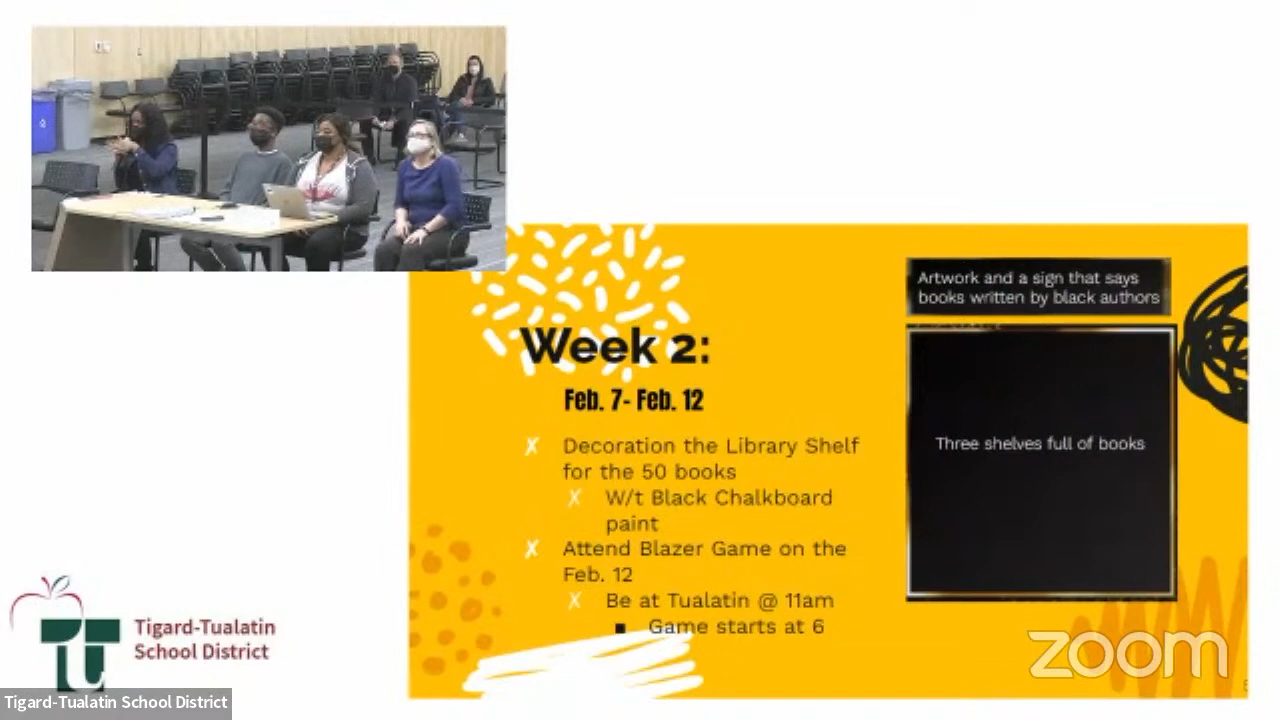 Artwork and a sign that says
books written by black authors
Week 2:
Feb. 7- Feb. 12
Three shelves full of books
✗ Decoration the Library Shelf
for the 50 books
✗ W/t Black Chalkboard
paint
✗ Attend Blazer Game on the
Feb. 12
✗ Be at Tualatin @ 11am
■ Game starts at 6
Tigard-Tualatin
School District
zoom
Tigard-Tualatin School District